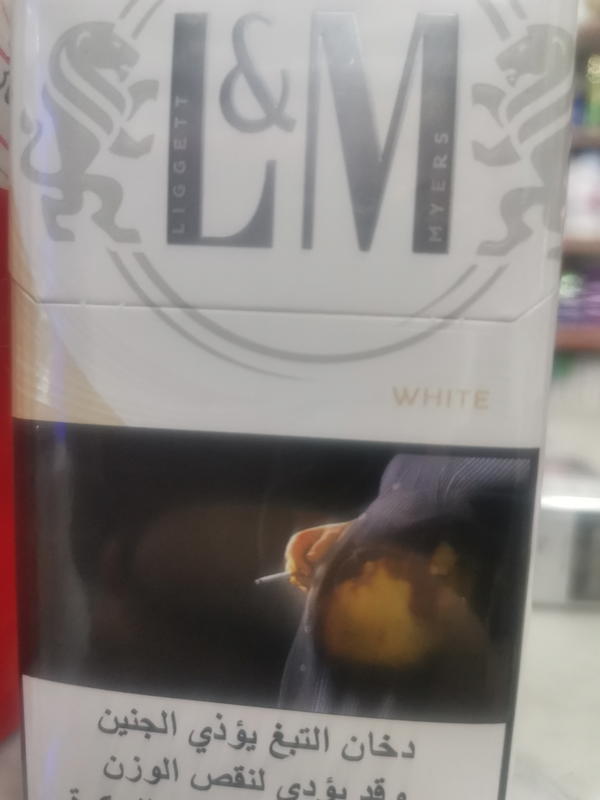 L&M
LIGGETT
MYERS
WHITE
دخان التبغ يؤذي الجنين
وقد يؤدي لنقص الوزن